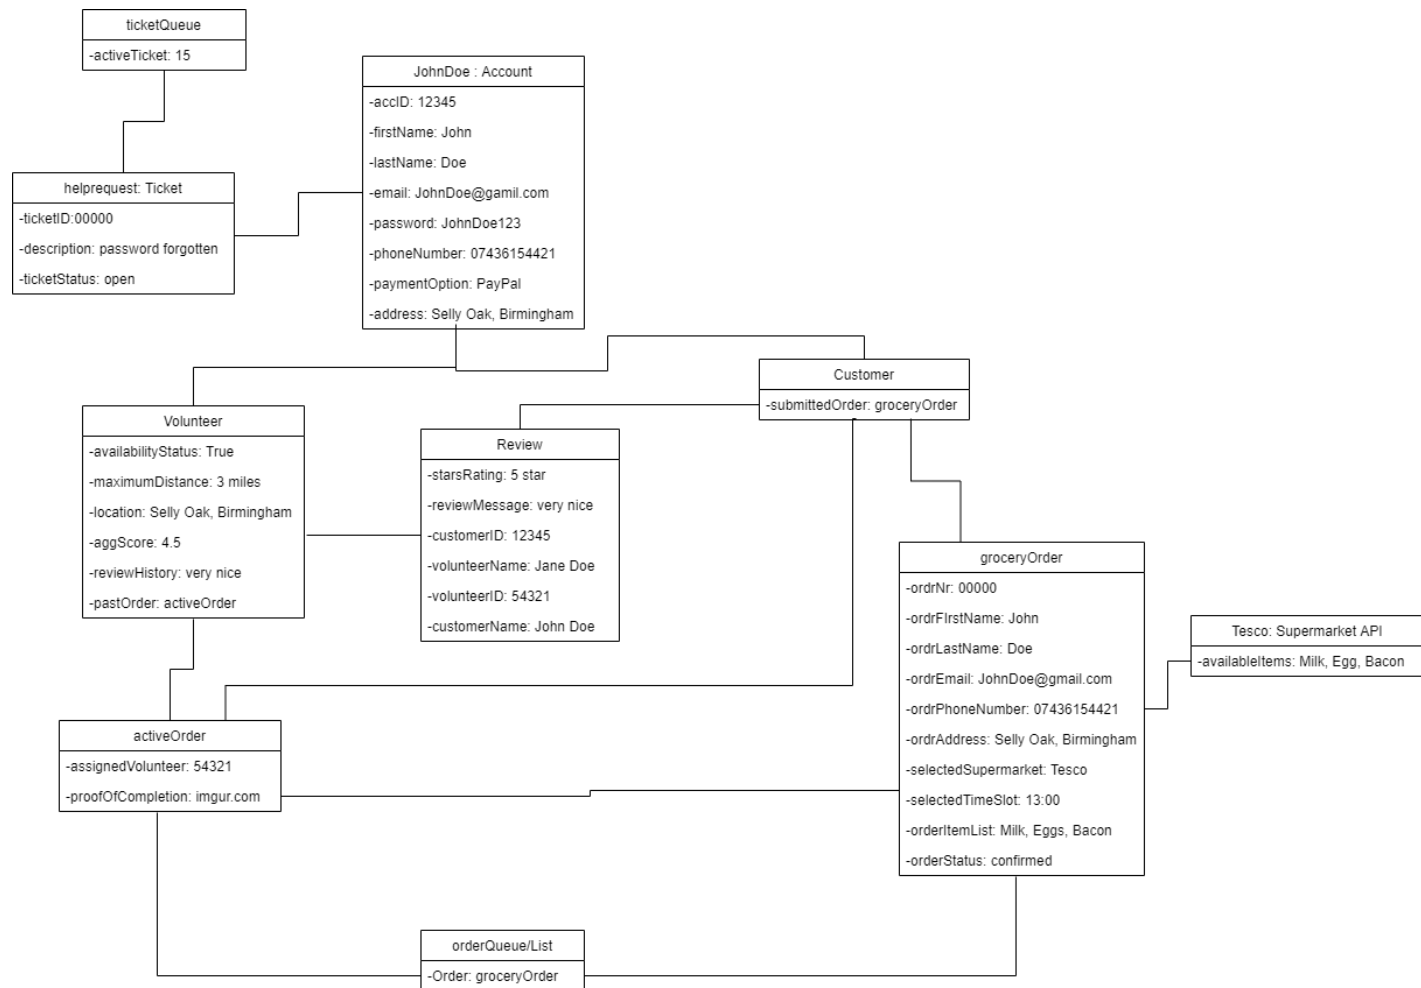 ticketQueue
-activeTicket: 15
JohnDoe : Account
-accID: 12345
-firstName: John
-lastName: Doe
-email: JohnDoe@gamil.com
-password: JohnDoe123
-phoneNumber: 07436154421
-paymentOption: PayPal
-address: Selly Oak, Birmingham
helprequest: Ticket
-ticketID:00000
-description: password forgotten
-ticketStatus: open
Customer
-submittedOrder: groceryOrder
Volunteer
-availabilityStatus: True
-maximumDistance: 3 miles
-location: Selly Oak, Birmingham
-aggScore: 4.5
-reviewHistory: very nice
-pastOrder: activeOrder
Review
-starsRating: 5 star
-reviewMessage: very nice
-customerID: 12345
-volunteerName: Jane Doe
-volunteerID: 54321
-customerName: John Doe
groceryOrder
-ordrNr: 00000
-ordrFIrstName: John
-ordrLastName: Doe
-ordrEmail: JohnDoe@gmail.com
-ordrPhoneNumber: 07436154421
-ordrAddress: Selly Oak, Birmingham
-selectedSupermarket: Tesco
-selectedTimeSlot: 13:00
-orderItemList: Milk, Eggs, Bacon
-orderStatus: confirmed
Tesco: Supermarket API
-availableItems: Milk, Egg, Bacon
activeOrder
-assignedVolunteer: 54321
-proofOfCompletion: imgur.com
orderQueue/List
-Order: groceryOrder